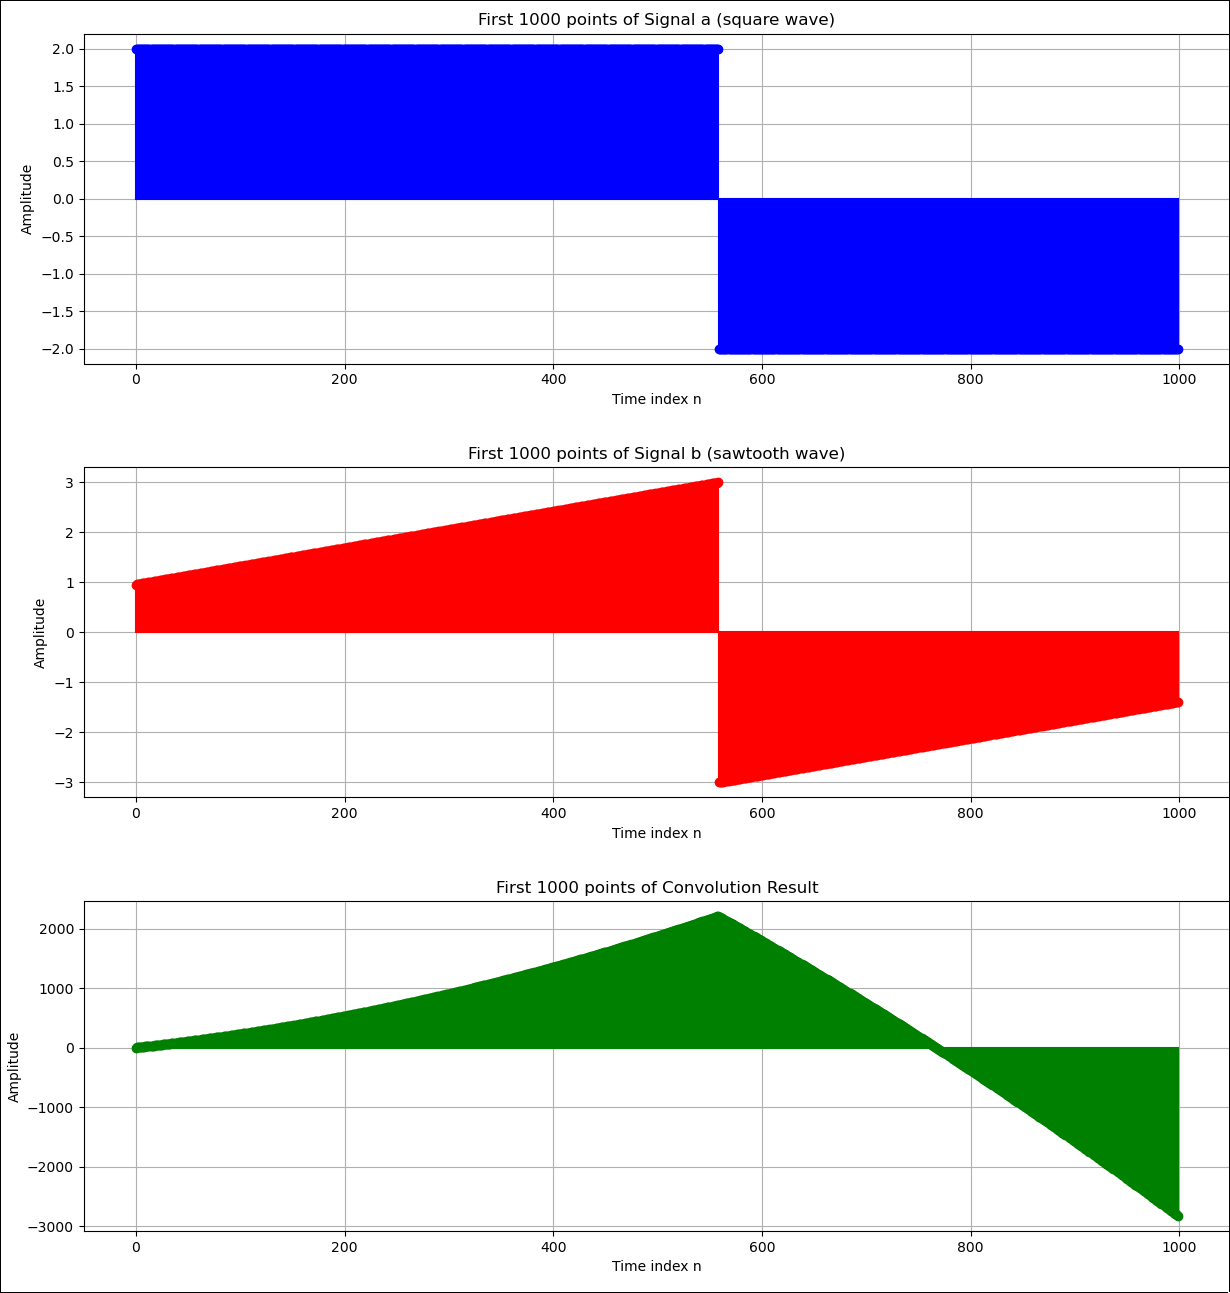 First 1000 points of Signal a (square wave)
2.0
1.5
1.0
0.5
0.0
−0.5
−1.0
−1.5
−2.0
Amplitude
0 200 400 600 800 1000
Time index n
First 1000 points of Signal b (sawtooth wave)
3
2
1
0
−1
−2
−3
Amplitude
0 200 400 600 800 1000
Time index n
First 1000 points of Convolution Result
2000
1000
0
−1000
−2000
−3000
Amplitude
0 200 400 600 800 1000
Time index n